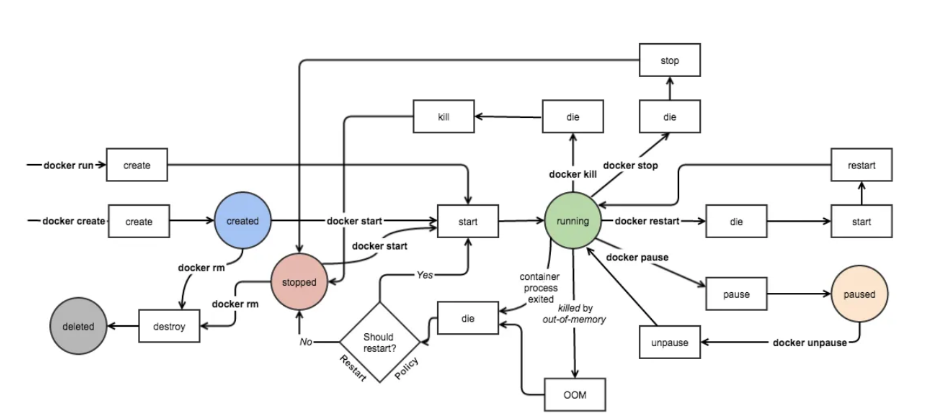 stop
kill
die
die
docker run
create
docker kill
docker stop
restart
docker create
create
created
docker start
start
running
docker restart
die
start
docker start
docker rm
docker pause
stopped
Yes
container
process
exited
pause
paused
docker rm
killed by
out-of-memory
deleted
destroy
No
Should
restart?
Restart
Policy
die
unpause
docker unpause
OOM